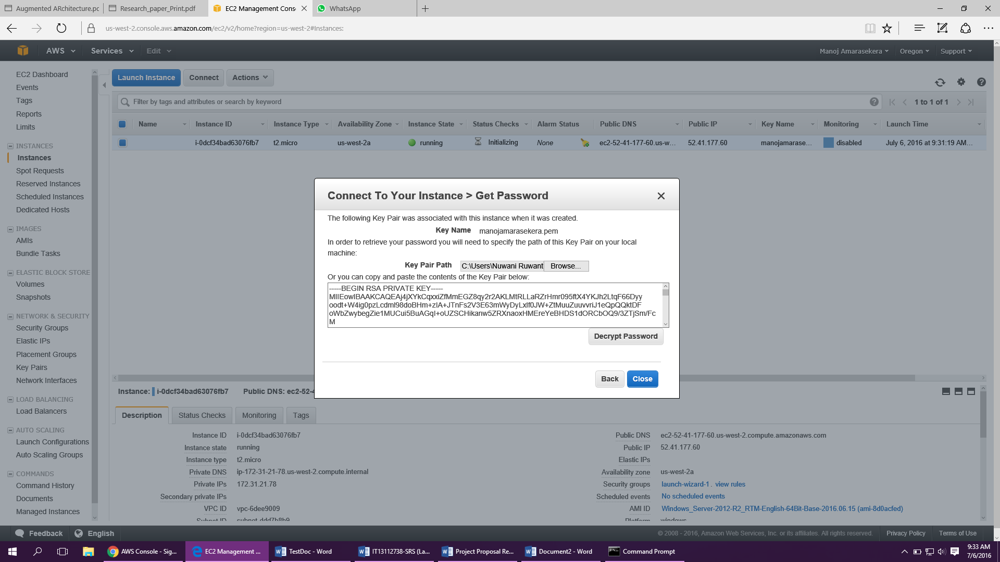 Augmented ARchitecture.pc
Research_paper_Print.pdf
EC2 Management Cons
WhatsApp
us-west-2.console.aws.amazon.com/ec2/v2/home?region=us-west-2#Instances:
AWS
Services
Edit
Manoj Amarasekera
Oregon
Support
EC2 Dashboard
Events
Tags
Reports
Limits
INSTANCES
Instances
Spot Requests
Reserved Instances
Scheduled Instances
Dedicated Hosts
IMAGES
AMIs
Bundle Tasks
ELASTIC BLOCK STORE
Volumes
Snapshots
NETWORK & SECURITY
Security Groups
Elastic IPs
Placement Groups
Key Pairs
Network Interfaces
LOAD BALANCING
Load Balancers
AUTO SCALING
Launch Configurations
Auto Scaling Groups
COMMANDS
Command History
Documents
Managed Instances
Launch Instance
Connect
Actions
Filter by tags and attributes or search by keyword
1 to 1 of 1
Name Instance ID Instance Type Availability Zone Instance State Status Checks Alarm Status Public DNS Public IP Key Name Monitoring Launch Time
i-0dcf34bad63076fb7 t2.micro us-west-2a running Initializing None ec2-52-41-177-60.us-w... 52.41.177.60 manojamarase... disabled July 6, 2016 at 9:31:19 AM...
Connect To Your Instance > Get Password
The following Key Pair was associated with this instance when it was created.
Key Name manojamarasekera.pem
In order to retrieve your password you will need to specify the path of this Key Pair on your local
machine:
Key Pair Path C:\Users\Nuwani Ruwant Browse...
Or you can copy and paste the contents of the Key Pair below:
-----BEGIN RSA PRIVATE KEY-----
M
Decrypt Password
Back
Close
Instance: i-0dcf34bad63076fb7 Public DNS: ec2-52-4
Description
Status Checks
Monitoring
Tags
Instance ID i-0dcf34bad63076fb7
Instance state running
Instance type t2.micro
Private DNS ip-172-31-21-78.us-west-2.compute.internal
Private IPs 172.31.21.78
Secondary private IPs
VPC ID vpc-6dee9009
Subnet ID subnet-ddd7b8b9
Public DNS ec2-52-41-177-60.us-west-2.compute.amazonaws.com
Public IP 52.41.177.60
Elastic IPs
Availability zone us-west-2a
Security groups launch-wizard-1. view rules
Scheduled events No scheduled events
AMI ID Windows_Server-2012-R2_RTM-English-64Bit-Base-2016.06.15 (ami-8d0acfed)
Platform windows
Feedback
English
© 2008 - 2016, Amazon Web Services, Inc. or its affiliates. All rights reserved.
Privacy Policy
Terms of Use
AWS Console - Sig...
EC2 Management ...
TestDoc - Word
IT13112738-SRS (La...
Project Proposal Re...
Document2 - Word
Command Prompt
9:33 AM
7/6/2016